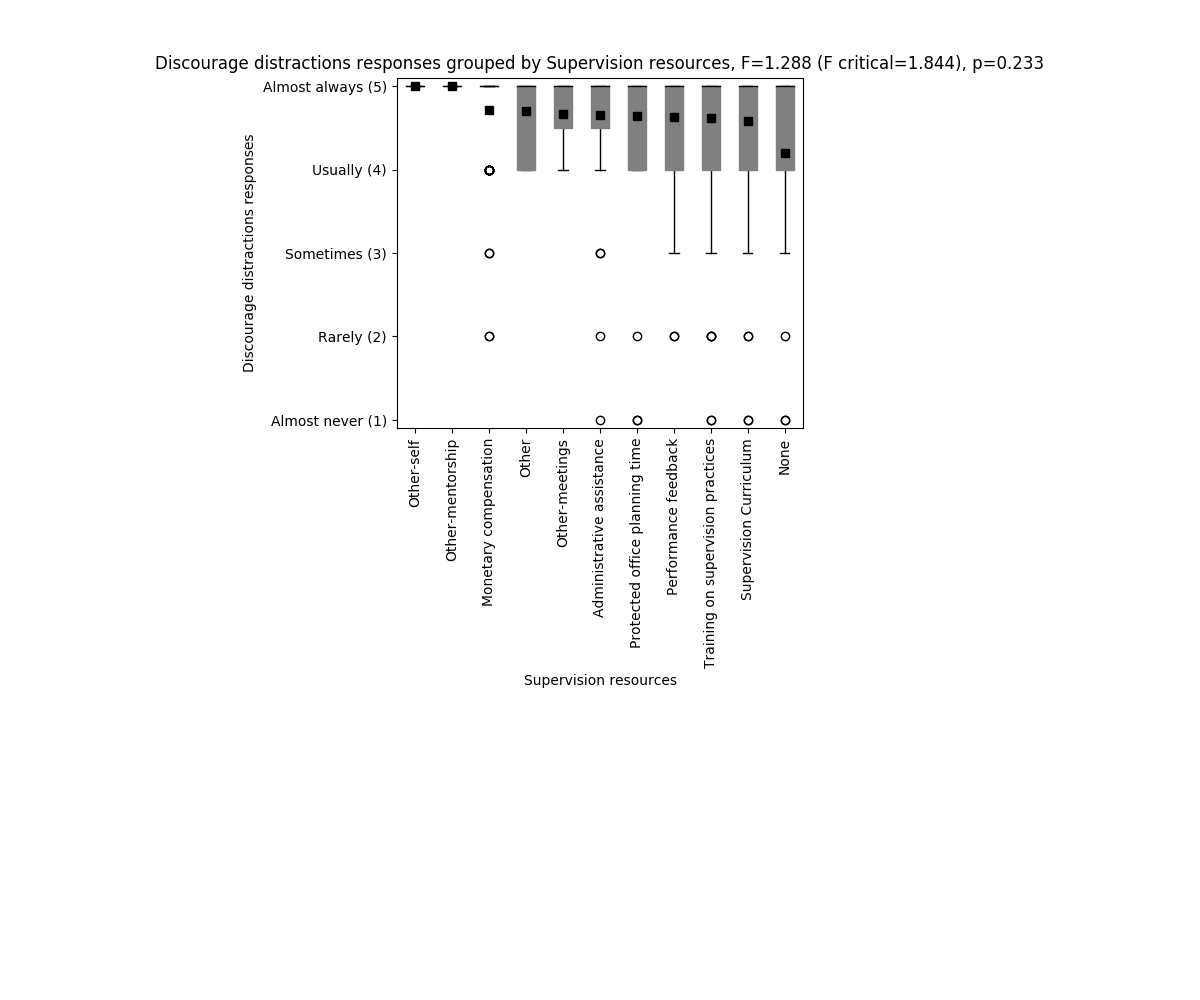 Discourage distractions responses grouped by Supervision resources, F=1.288 (F critical=1.844), p=0.233
Discourage distractions responses
Almost always (5)
Usually (4)
Sometimes (3)
Rarely (2)
Almost never (1)
Other-self
Other-mentorship
Monetary compensation
Other
Other-meetings
Administrative assistance
Protected office planning time
Performance feedback
Training on supervision practices
Supervision Curriculum
None
Supervision resources